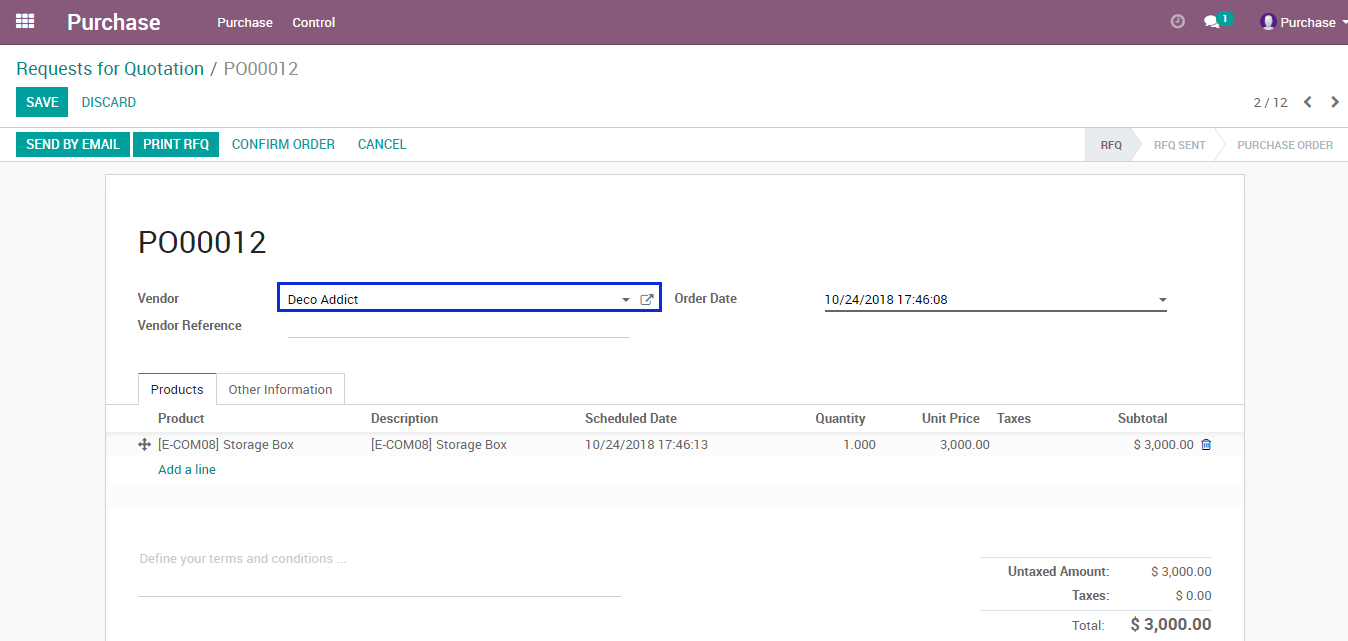 Purchase Purchase Control 1 Purchase
Requests for Quotation / PO00012
SAVE DISCARD 2 / 12
SEND BY EMAIL PRINT RFQ CONFIRM ORDER CANCEL RFQ RFQ SENT PURCHASE ORDER
PO00012
Vendor Deco Addict Order Date 10/24/2018 17:46:08
Vendor Reference
Products Other Information
Product Description Scheduled Date Quantity Unit Price Taxes Subtotal
[E-COM08] Storage Box [E-COM08] Storage Box 10/24/2018 17:46:13 1.000 3,000.00 $ 3,000.00
Add a line
Define your terms and conditions ...
Untaxed Amount: $ 3,000.00
Taxes: $ 0.00
Total: $ 3,000.00